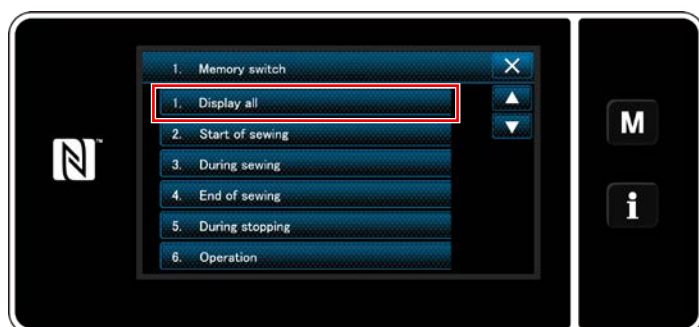 1. Memory switch
1. Display all
2. Start of sewing
3. During sewing
4. End of sewing
5. During stopping
6. Operation
M
i